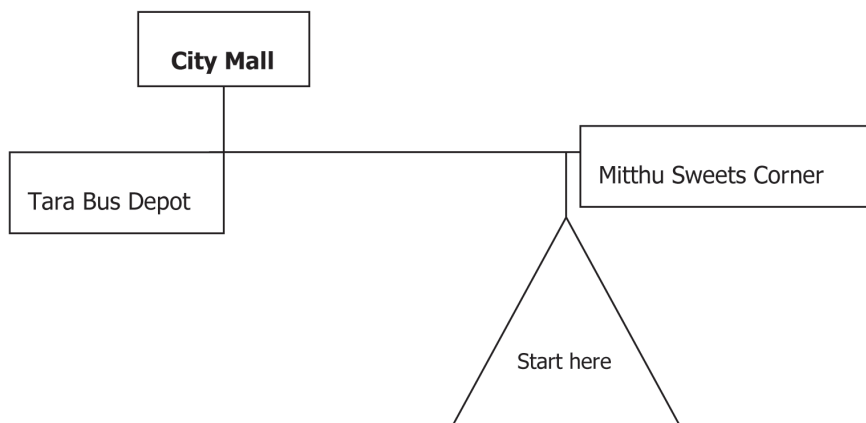 City Mall
Mitthu Sweets Corner
Tara Bus Depot
Start here